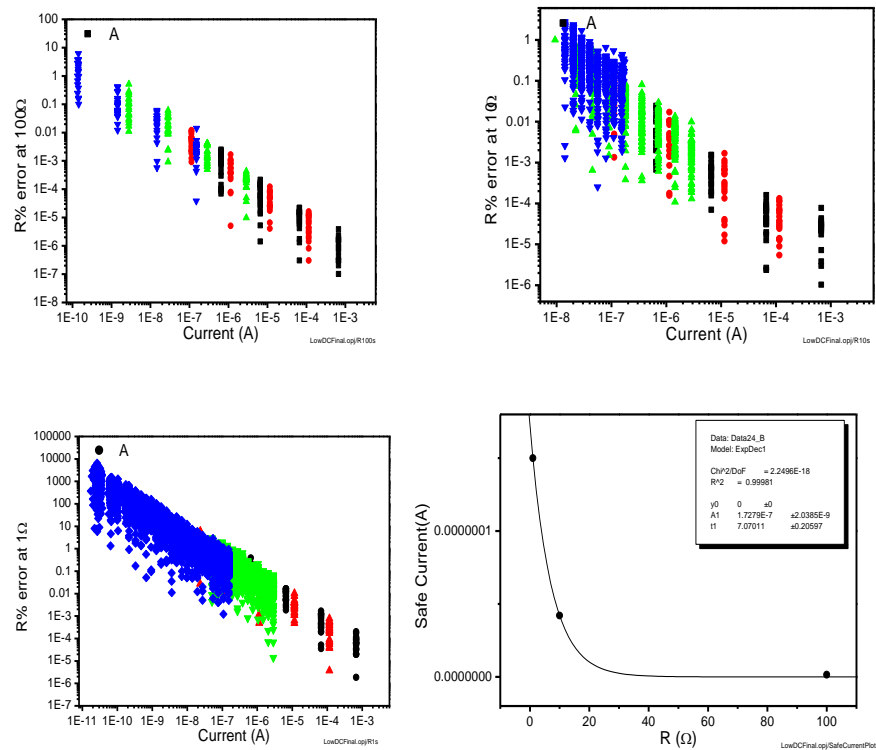 100
10
1
0.1
0.01
1E-3
1E-4
1E-5
1E-6
1E-7
1E-8
R% error at 100Ω
A
1E-10 1E-9 1E-8 1E-7 1E-6 1E-5 1E-4 1E-3
Current (A)
LowDCFinal.opj/R100s
1
0.1
0.01
1E-3
1E-4
1E-5
1E-6
R% error at 10Ω
A
1E-8 1E-7 1E-6 1E-5 1E-4 1E-3
Current (A)
LowDCFinal.opj/R10s
100000
10000
1000
100
10
1
0.1
0.01
1E-3
1E-4
1E-5
1E-6
1E-7
R% error at 1Ω
A
1E-11 1E-10 1E-9 1E-8 1E-7 1E-6 1E-5 1E-4 1E-3
Current (A)
LowDCFinal.opj/R1s
0.0000001
0.0000000
Safe Current(A)
Data: Data24_B
Model: ExpDec1
Chi^2/DoF = 2.2496E-18
R^2 = 0.99981
y0 0 ±0
A1 1.7279E-7 ±2.0385E-9
t1 7.07011 ±0.20597
0 20 40 60 80 100
R (Ω)
LowDCFinal.opj/SafeCurrentPlot